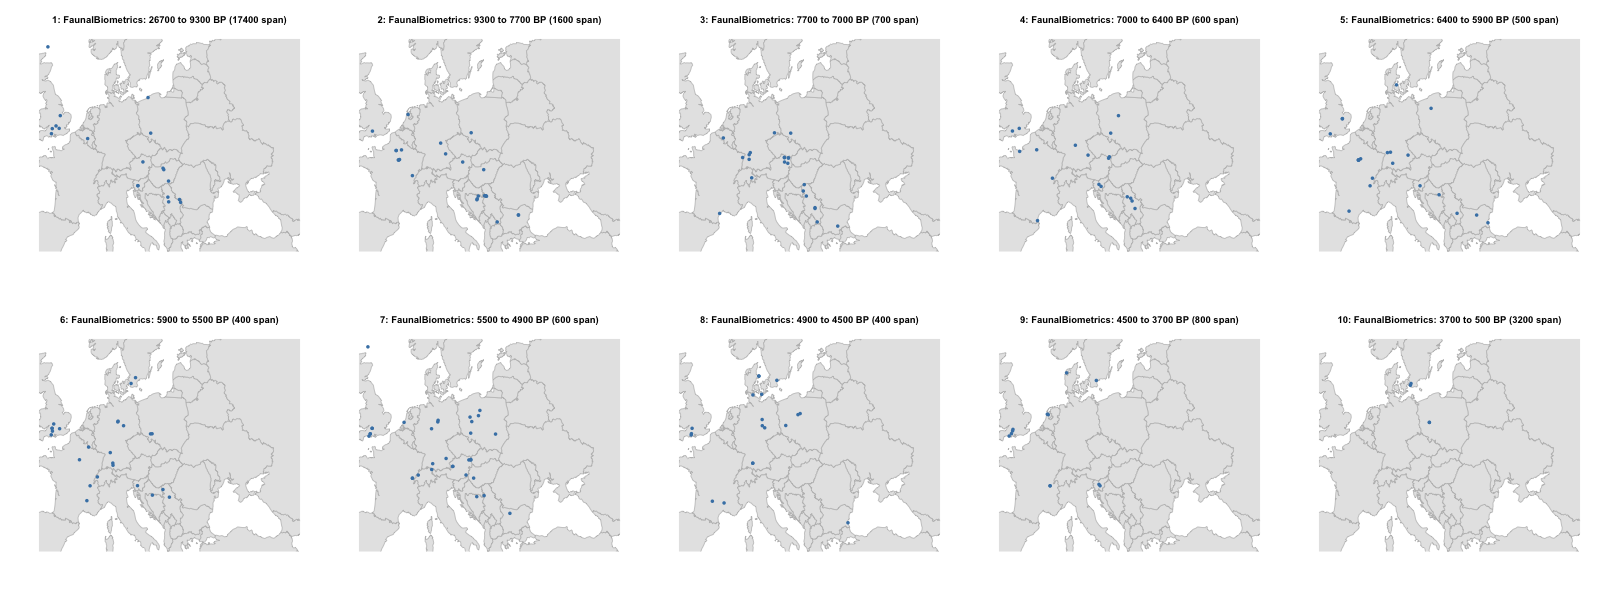 1: FaunalBiometrics: 26700 to 9300 BP (17400 span)
2: FaunalBiometrics: 9300 to 7700 BP (1600 span)
3: FaunalBiometrics: 7700 to 7000 BP (700 span)
4: FaunalBiometrics: 7000 to 6400 BP (600 span)
5: FaunalBiometrics: 6400 to 5900 BP (500 span)
6: FaunalBiometrics: 5900 to 5500 BP (400 span)
7: FaunalBiometrics: 5500 to 4900 BP (600 span)
8: FaunalBiometrics: 4900 to 4500 BP (400 span)
9: FaunalBiometrics: 4500 to 3700 BP (800 span)
10: FaunalBiometrics: 3700 to 500 BP (3200 span)